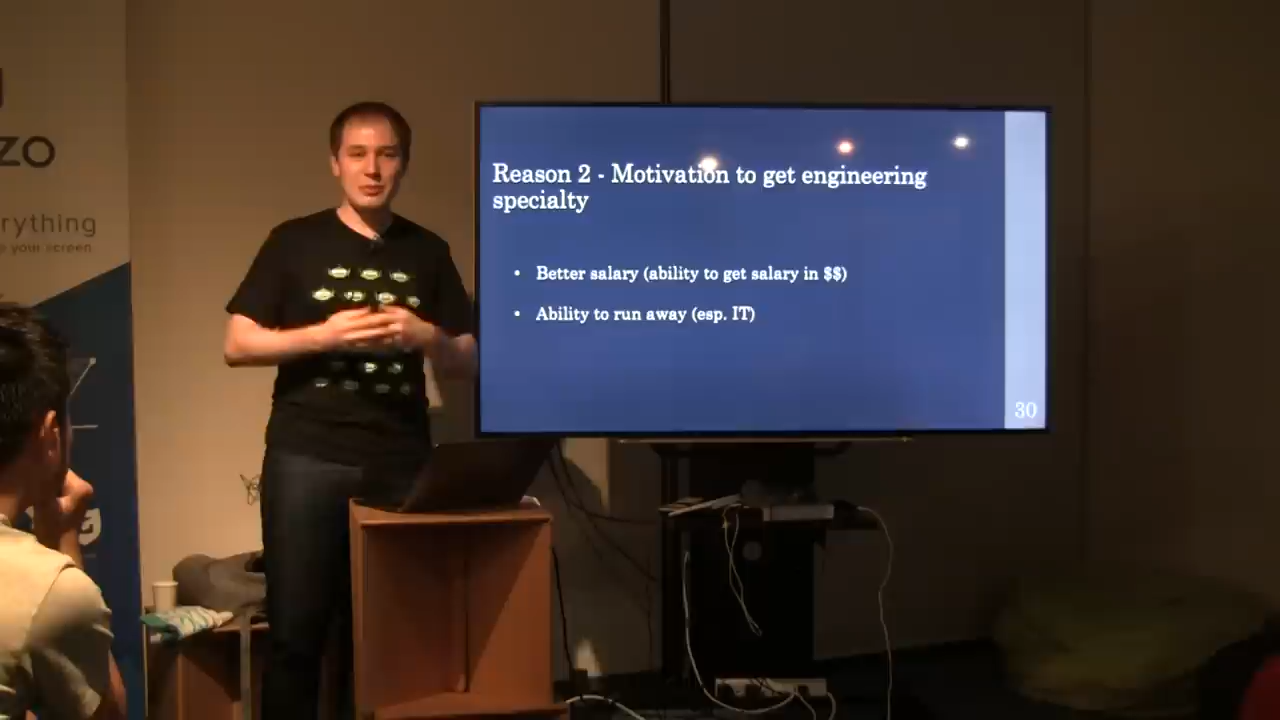 zo
rything
your screen
Reason 2 - Motivation to get engineering
specialty
• Better salary (ability to get salary in $$)
• Ability to run away (esp. IT)
30